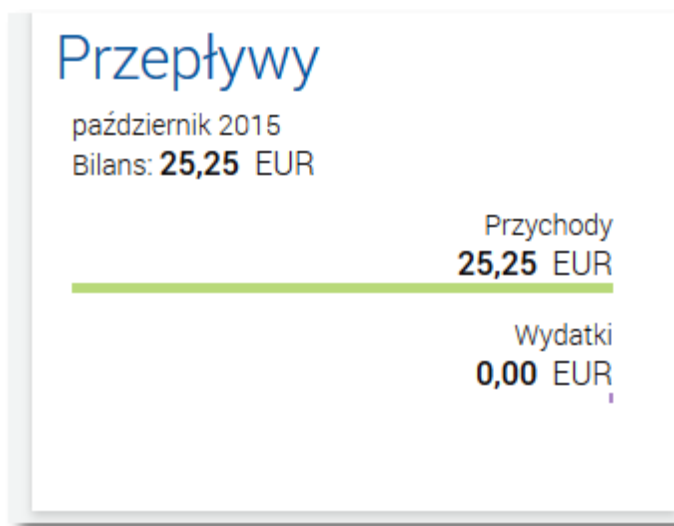 Przepływy
październik 2015
Bilans: 25,25 EUR
Przychody
25,25 EUR
Wydatki
0,00 EUR